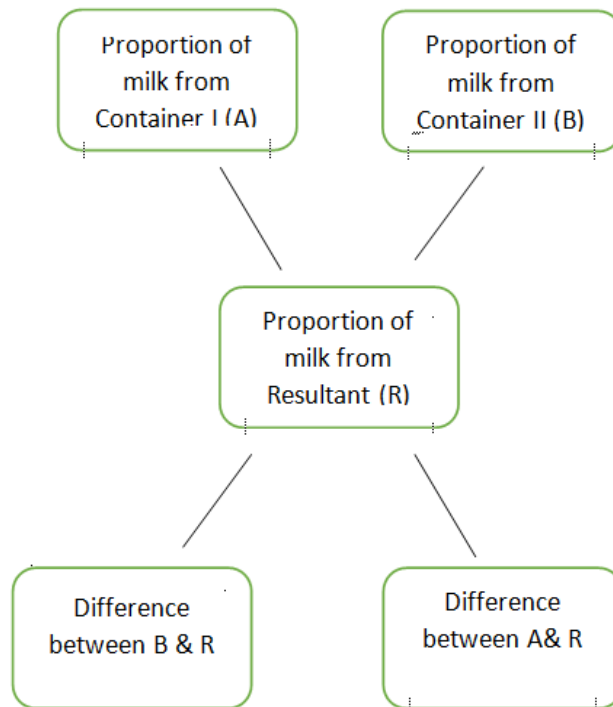 Proportion of
milk from
Container I (A)
Proportion of
milk from
Container II (B)
Proportion of
milk from
Resultant (R)
Difference
between B & R
Difference
between A& R